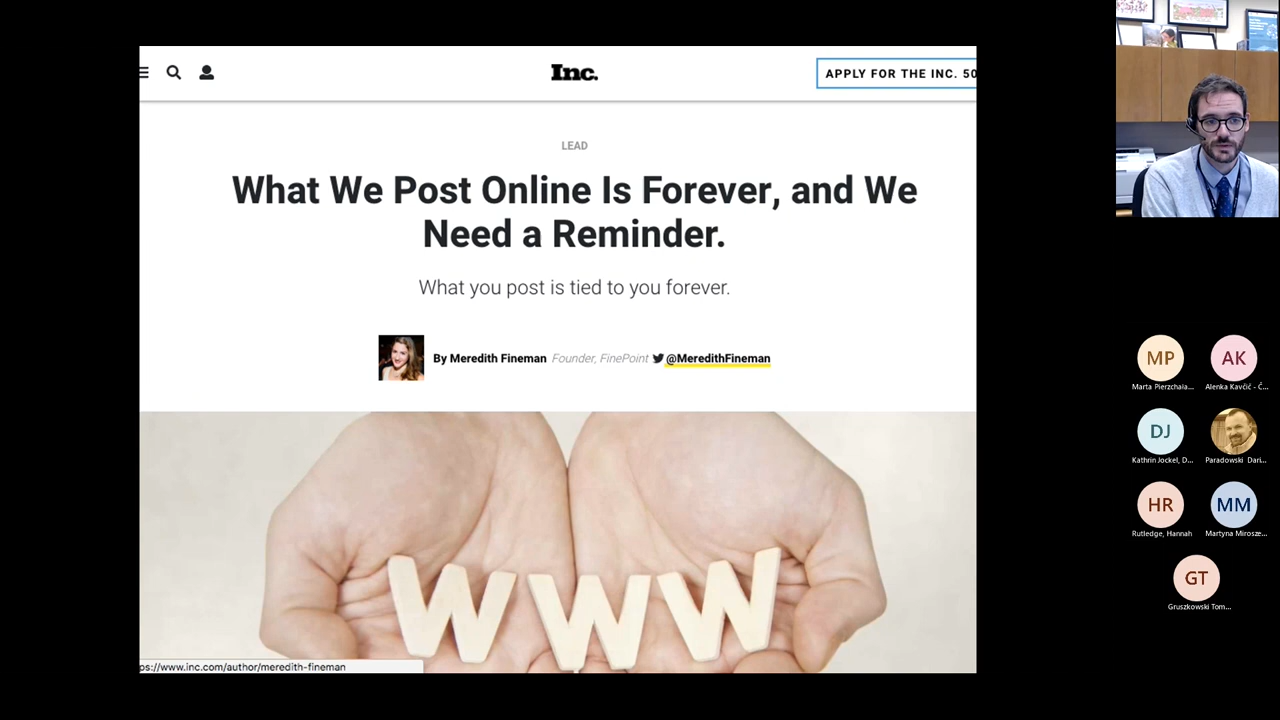 Inc.
APPLY FOR THE INC. 50
LEAD
What We Post Online Is Forever, and We
Need a Reminder.
What you post is tied to you forever.
By Meredith Fineman Founder, FinePoint @MeredithFineman
WWW
ps://www.inc.com/author/meredith-fineman
MP
AK
Marta Pierzchała...
Alenka Kavčič - Č...
DJ
Kathrin Jockel, D...
Paradowski Dari...
HR
MM
Rutledge, Hannah
Martyna Mirosze...
GT
Gruszkowski Tom...